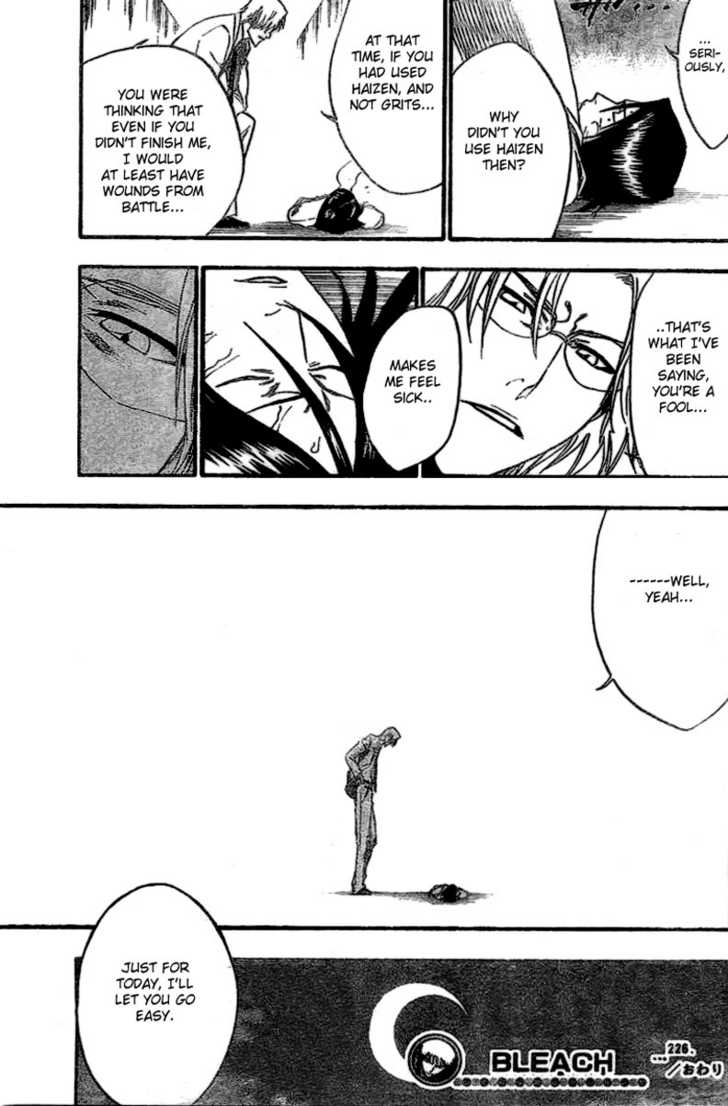 ...
SERI-
OUSLY,
WHY
DIDN'T YOU
USE HAIZEN
THEN?
AT THAT
TIME, IF YOU
HAD USED
HAIZEN, AND
NOT GRITS...
YOU WERE
THINKING THAT
EVEN IF YOU
DIDN'T FINISH ME,
I WOULD
AT LEAST HAVE
WOUNDS FROM
BATTLE...
..THAT'S
WHAT I'VE
BEEN
SAYING,
YOU'RE A
FOOL...
MAKES
ME FEEL
SICK..
------WELL,
YEAH...
JUST FOR
TODAY, I'LL
LET YOU GO
EASY.
BLEACH
226.
...／おわり